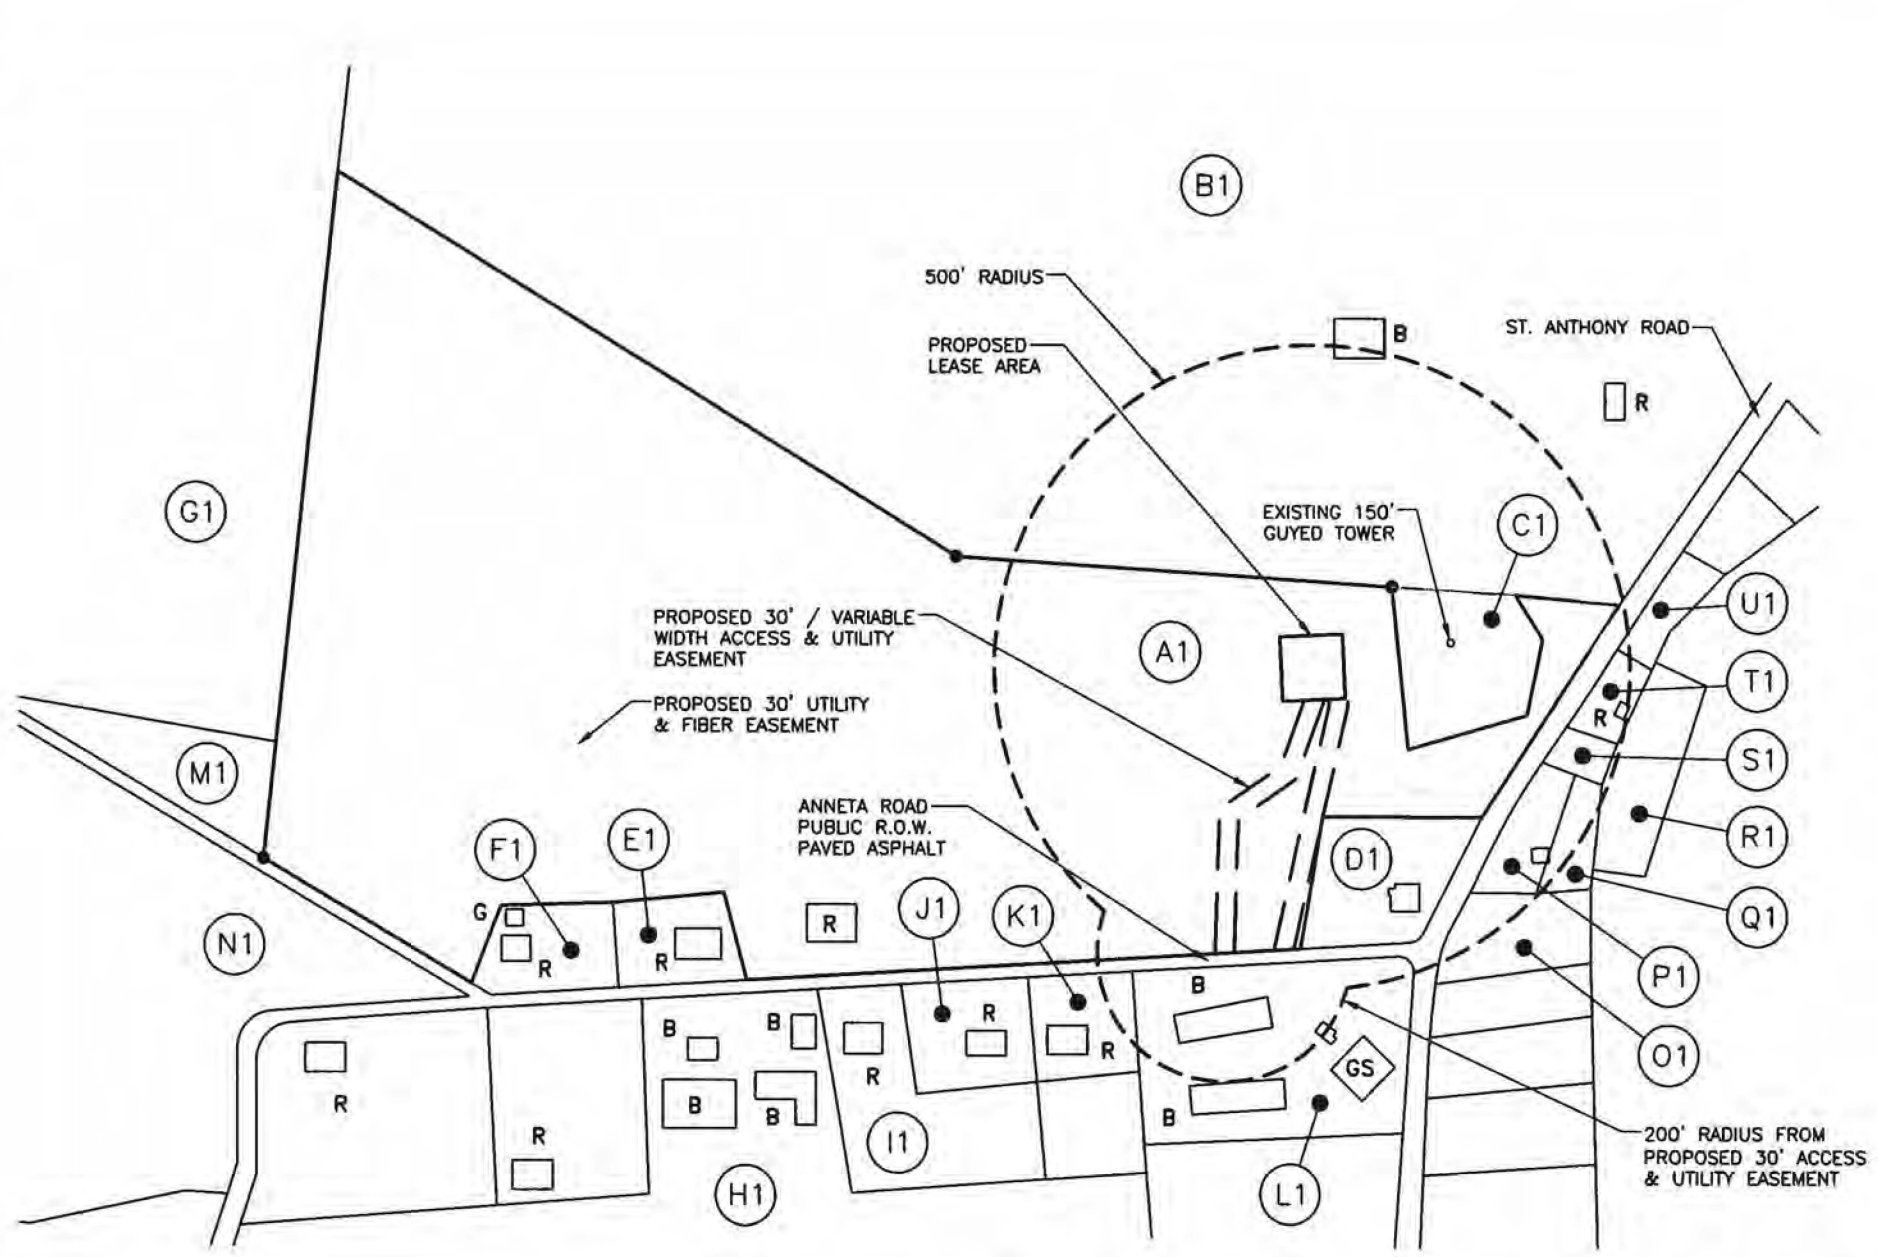 B1
500' RADIUS
ST. ANTHONY ROAD
B
PROPOSED
LEASE AREA
R
G1
EXISTING 150'
GUYED TOWER
C1
PROPOSED 30' / VARIABLE
WIDTH ACCESS & UTILITY
EASEMENT
A1
U1
PROPOSED 30' UTILITY
& FIBER EASEMENT
T1
R
M1
S1
ANNETA ROAD
PUBLIC R.O.W.
PAVED ASPHALT
F1
E1
D1
R1
G
R
J1
K1
Q1
N1
R
R
P1
B
B
B
R
R
O1
R
GS
R
B
B
B
R
I1
L1
H1
200' RADIUS FROM
PROPOSED 30' ACCESS
& UTILITY EASEMENT